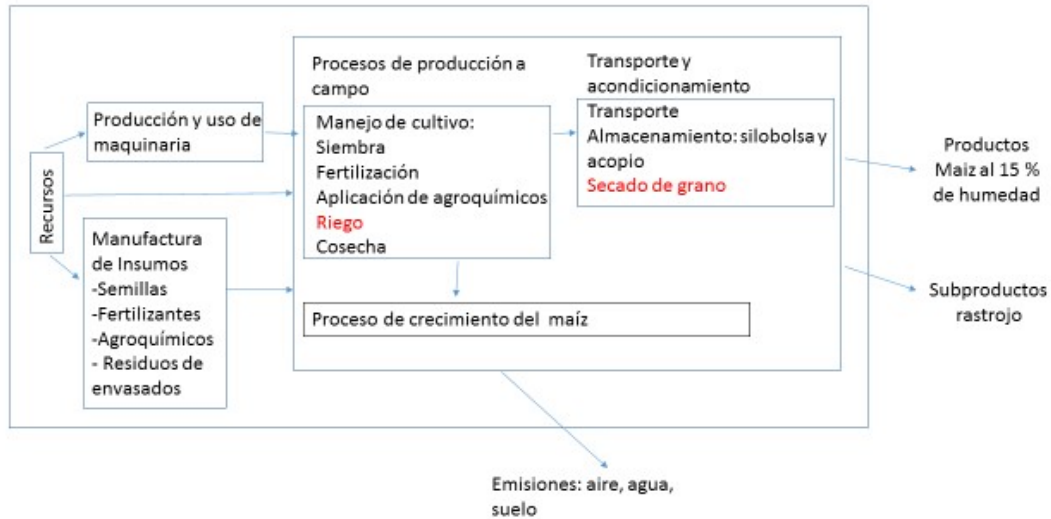 Recursos
Producción y uso de
maquinaria
Manufactura
de Insumos
-Semillas
-Fertilizantes
-Agroquímicos
- Residuos de
envasados
Procesos de producción a
campo
Manejo de cultivo:
Siembra
Fertilización
Aplicación de agroquímicos
Riego
Cosecha
Proceso de crecimiento del maíz
Transporte y
acondicionamiento
Transporte
Almacenamiento: silobolsa y
acopio
Secado de grano
Productos
Maiz al 15 %
de humedad
Subproductos
rastrojo
Emisiones: aire, agua,
suelo